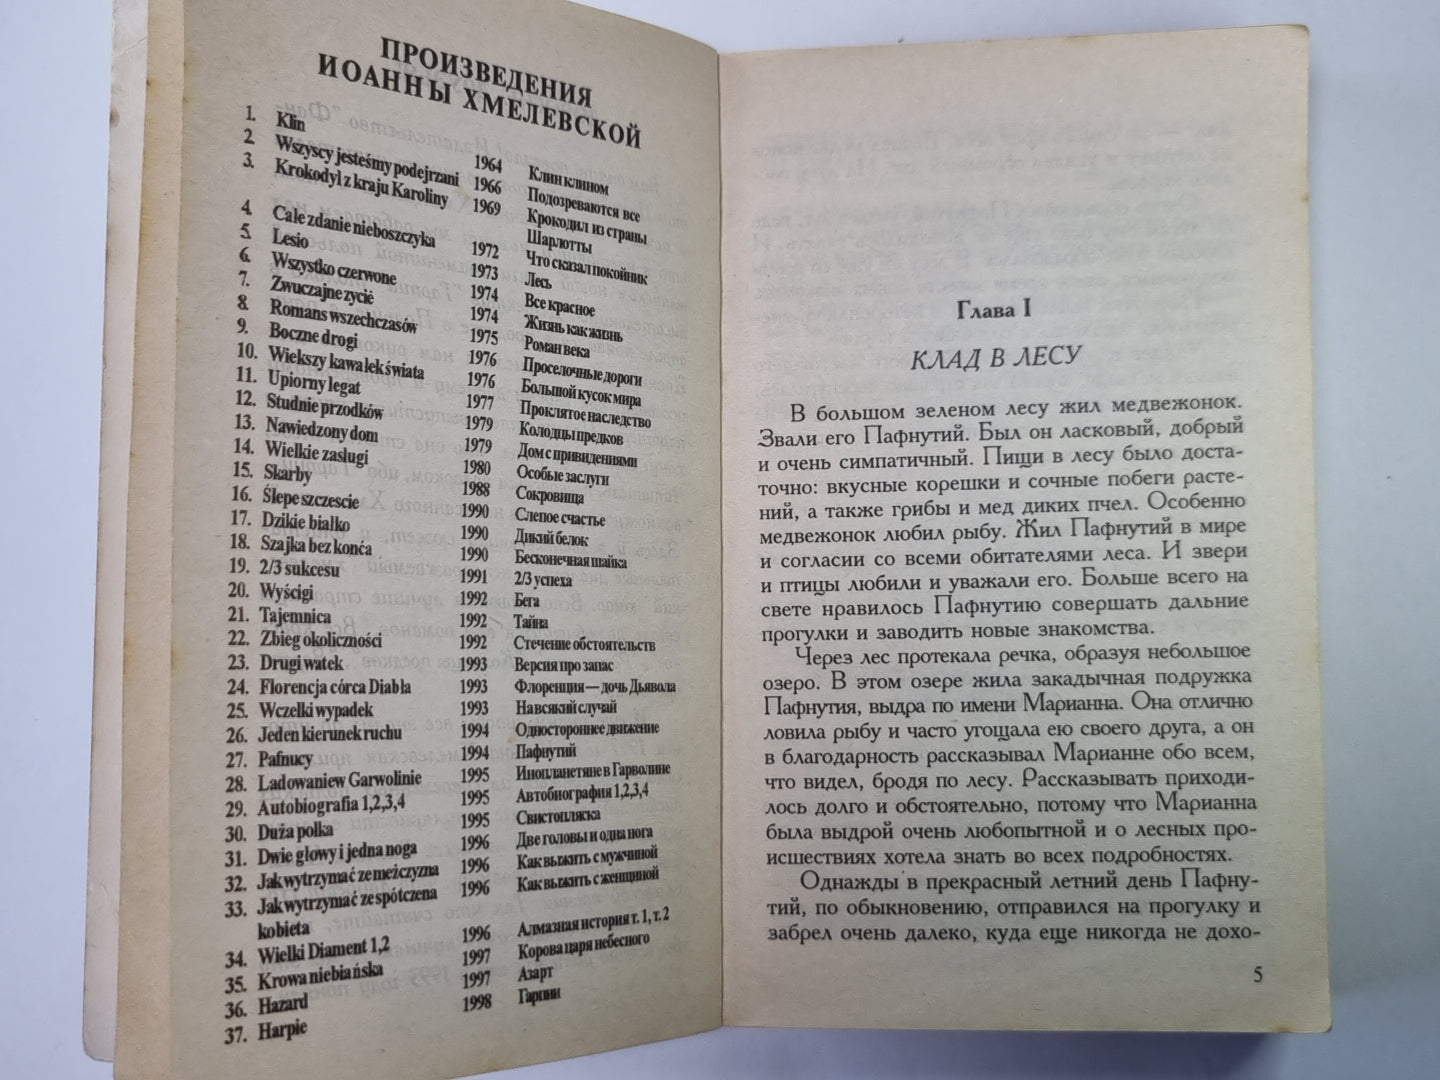 ПРОИЗВЕДЕНИЯ
ИОАННЫ ХМЕЛЕВСКОЙ
1. Klin 1964 Клин клином
2. Wszyscy jesteśmy podejrzani 1966 Подозреваются все
3. Krokodyl z kraju Karoliny 1969 Крокодил из страны
Шарлотты
4. Całe zdanie nieboszczyka 1972 Что сказал покойник
5. Lesio 1973 Лесь
6. Wszystko czerwone 1974 Все красное
7. Zwuczajne zycië 1974 Жизнь как жизнь
8. Romans wszechczasów 1975 Роман века
9. Boczne drogi 1976 Проселочные дороги
10. Wiekszy kawałek świata 1976 Большой кусок мира
11. Upiorny legat 1977 Проклятое наследство
12. Studnie przodków 1979 Колодцы предков
13. Nawiedzony dom 1979 Дом с привидениями
14. Wielkie zasługi 1980 Особые заслуги
15. Skarby 1988 Сокровища
16. Ślepe szczescie 1990 Слепое счастье
17. Dzikie białko 1990 Дикий белок
18. Szajka bez końca 1990 Бесконечная шайка
19. 2/3 sukcesu 1991 2/3 успеха
20. Wyścigi 1992 Бега
21. Tajemnica 1992 Тайна
22. Zbieg okoliczności 1992 Стечение обстоятельств
23. Drugi watek 1993 Версия про запас
24. Florencja córca Diabła 1993 Флоренция — дочь Дьявола
25. Wczelki wypadek 1993 На всякий случай
26. Jeden kierunek ruchu 1994 Одностороннее движение
27. Pafnucy 1994 Пафнутий
28. Ladowaniew Garwolinie 1995 Инопланетяне в Гарволине
29. Autobiografia 1,2,3,4 1995 Автобиография 1,2,3,4
30. Duża polka 1995 Свистопляска
31. Dwie głowy i jedna noga 1996 Две головы и одна нога
32. Jak wytrzymać ze meżczyzna 1996 Как выжить с мужчиной
33. Jak wytrzymać ze spótczena 1996 Как выжить с женщиной
kobieta
34. Wielki Diament 1,2 1996 Алмазная история т. 1, т. 2
35. Krowa niebiańska 1997 Корова царя небесного
36. Hazard 1997 Азарт
37. Harpie 1998 Гарпии
Глава I
КЛАД В ЛЕСУ
В большом зеленом лесу жил медвежонок.
Звали его Пафнутий. Был он ласковый, добрый
и очень симпатичный. Пищи в лесу было доста-
точно: вкусные корешки и сочные побеги расте-
ний, а также грибы и мед диких пчел. Особенно
медвежонок любил рыбу. Жил Пафнутий в мире
и согласии со всеми обитателями леса. И звери
и птицы любили и уважали его. Больше всего на
свете нравилось Пафнутию совершать дальние
прогулки и заводить новые знакомства.
Через лес протекала речка, образуя небольшое
озеро. В этом озере жила закадычная подружка
Пафнутия, выдра по имени Марианна. Она отлично
ловила рыбу и часто угощала ею своего друга, а он
в благодарность рассказывал Марианне обо всем,
что видел, бродя по лесу. Рассказывать приходи-
лось долго и обстоятельно, потому что Марианна
была выдрой очень любопытной и о лесных про-
исшествиях хотела знать во всех подробностях.
Однажды в прекрасный летний день Пафну-
тий, по обыкновению, отправился на прогулку и
забрел очень далеко, куда еще никогда не дохо-
5